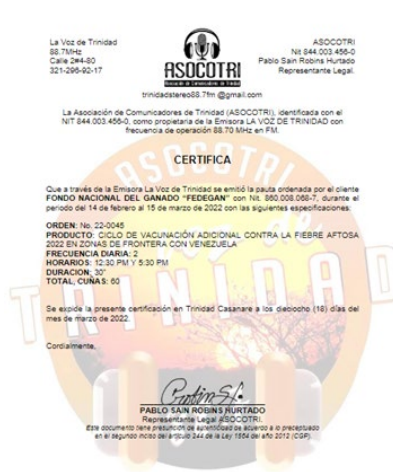 La Voz de Trinidad
88.7MHz
Calle 2#4-80
321-296-92-17
ASOCOTRI
Asociación de Comunicadores de Trinidad
ASOCOTRI
Nit 844.003.456-0
Pablo Sain Robins Hurtado
Representante Legal.
trinidadstereo88.7fm @gmail.com
La Asociación de Comunicadores de Trinidad (ASOCOTRI), identificada con el
NIT 844.003.456-0, como propietaria de la Emisora LA VOZ DE TRINIDAD con
frecuencia de operación 88.70 MHz en FM.
CERTIFICA
Que a través de la Emisora La Voz de Trinidad se emitió la pauta ordenada por el cliente
FONDO NACIONAL DEL GANADO "FEDEGAN" con Nit. 860.008.068-7, durante el
periodo del 14 de febrero al 15 de marzo de 2022 con las siguientes especificaciones:
ORDEN: No. 22-0045
PRODUCTO: CICLO DE VACUNACIÓN ADICIONAL CONTRA LA FIEBRE AFTOSA
2022 EN ZONAS DE FRONTERA CON VENEZUELA
FRECUENCIA DIARIA: 2
HORARIOS: 12:30 PM Y 5:30 PM
DURACION: 30"
TOTAL, CUÑAS: 60
Se expide la presente certificación en Trinidad Casanare a los dieciocho (18) días del
mes de marzo de 2022.
Cordialmente,
PABLO SAIN ROBINS HURTADO
Representante Legal ASOCOTRI.
Este documento tiene presunción de autenticidad de acuerdo a lo preceptuado
en el segundo inciso del artículo 244 de la Ley 1564 del año 2012 (CGP).
ASOCOTRI
TRINIDAD